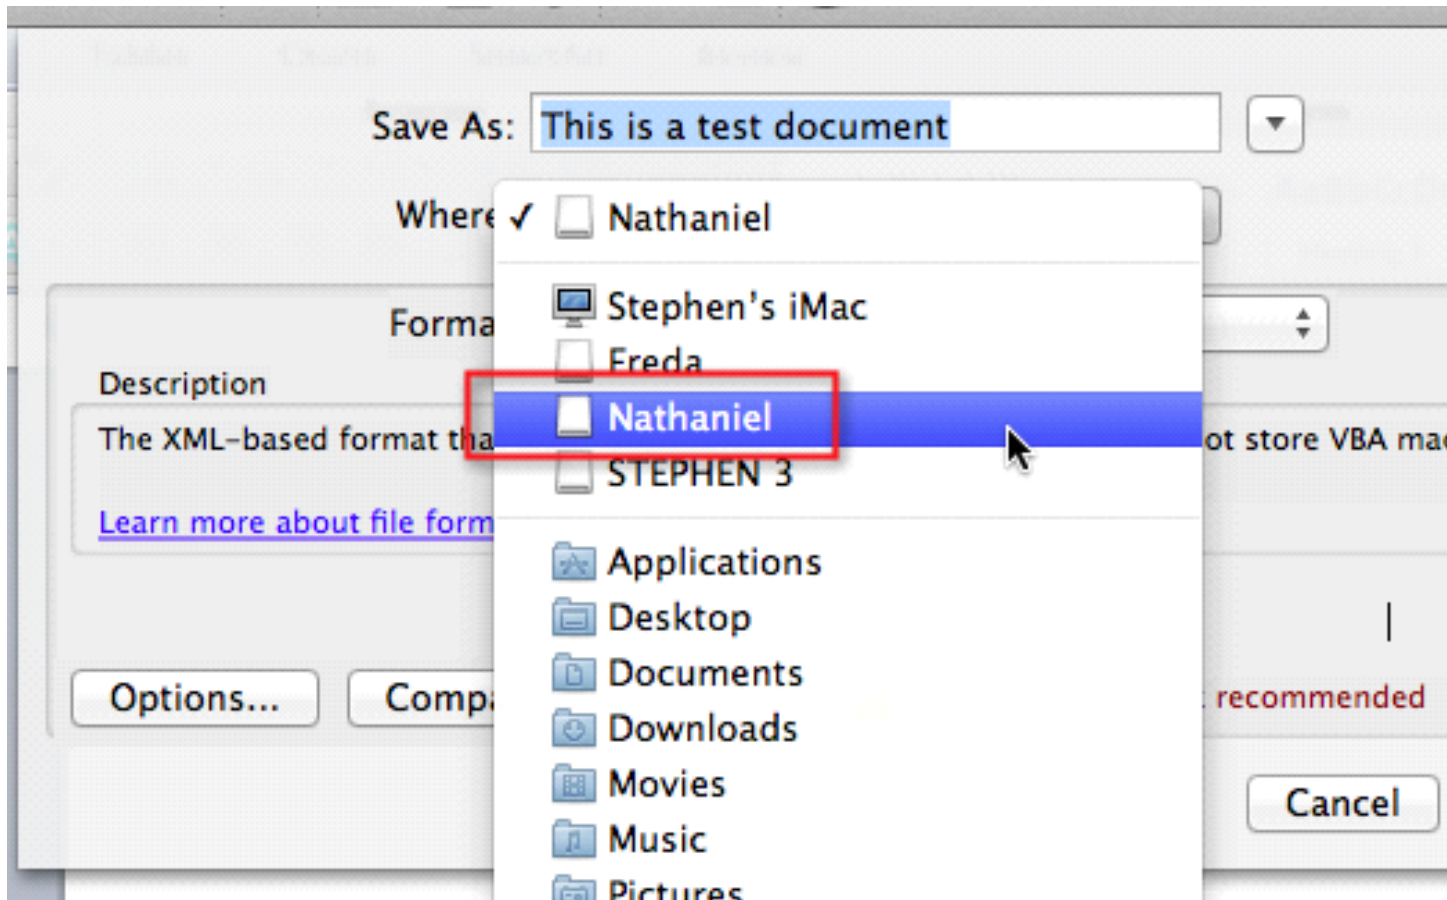 Save As: This is a test document
Where
✓ Nathaniel
Stephen's iMac
Forma
Freda
Description
Nathaniel
The XML-based format tha
ot store VBA ma
STEPHEN 3
Learn more about file form
Applications
Desktop
Documents
Options...
Comp
recommended
Downloads
Movies
Cancel
Music
Pictures